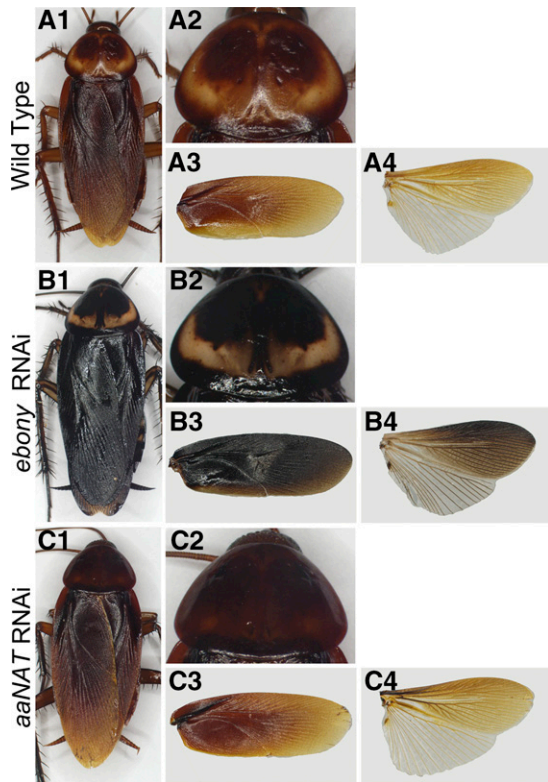 A1 A2
Wild Type
A3 A4
B1 B2
ebony RNAi
B3 B4
C1 C2
aaNAT RNAi
C3 C4